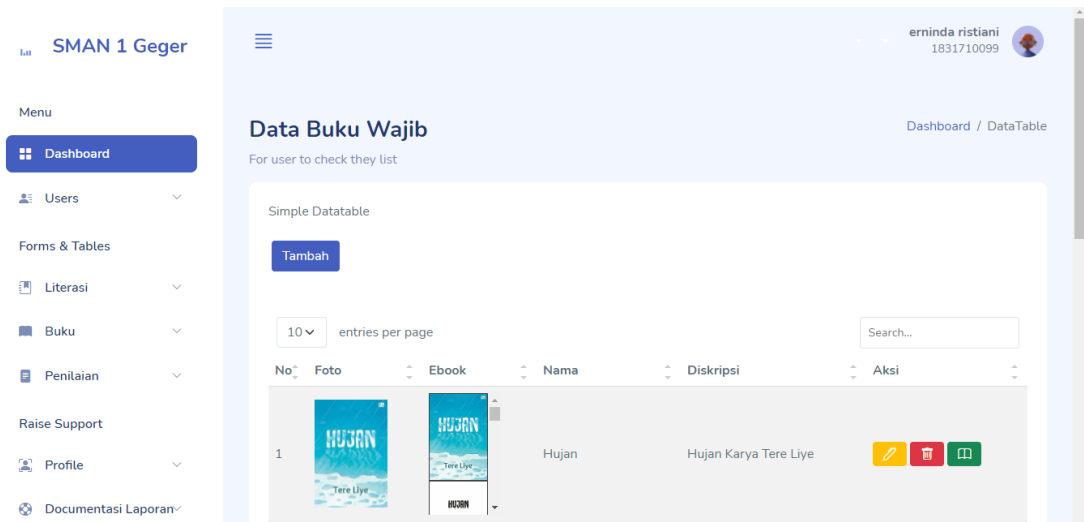 SMAN 1 Geger
erninda ristiani
1831710099
Menu
Dashboard
Users
Forms & Tables
Literasi
Buku
Penilaian
Raise Support
Profile
Documentasi Laporan
Data Buku Wajib
Dashboard / DataTable
For user to check they list
Simple Datatable
Tambah
10 entries per page
Search...
No Foto Ebook Nama Diskripsi Aksi
1 Hujan Hujan Karya Tere Liye
HUJAN
Tere Liye
HUJAN
Tere Liye
HUJAN